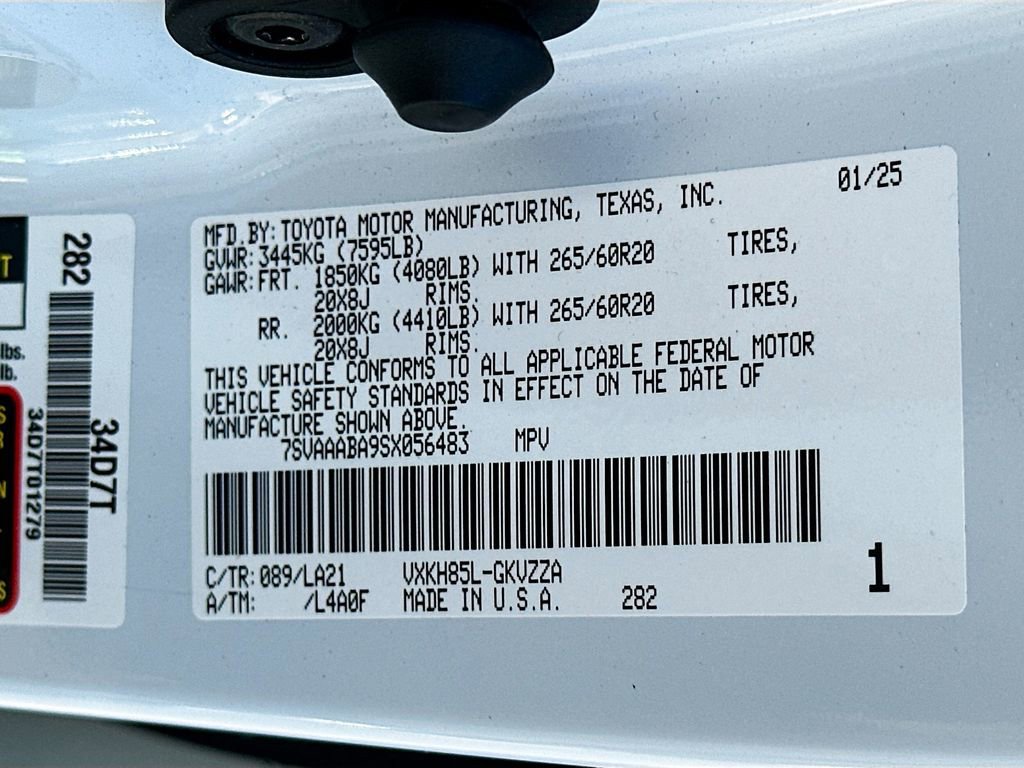 01/25
MFD.BY:TOYOTA MOTOR MANUFACTURING, TEXAS, INC.
GVWR:3445KG (7595LB)
GAWR:FRT. 1850KG (4080LB) WITH 265/60R20 TIRES,
20X8J RIMS.
RR. 2000KG (4410LB) WITH 265/60R20 TIRES,
20X8J RIMS.
THIS VEHICLE CONFORMS TO ALL APPLICABLE FEDERAL MOTOR
VEHICLE SAFETY STANDARDS IN EFFECT ON THE DATE OF
MANUFACTURE SHOWN ABOVE.
7SVAAABA9SX056483 MPV
C/TR:089/LA21 VXKH85L-GKVZZA
A/TM: /L4A0F MADE IN U.S.A. 282
1
282
34D7T
34D7T01279
lbs.
lb.